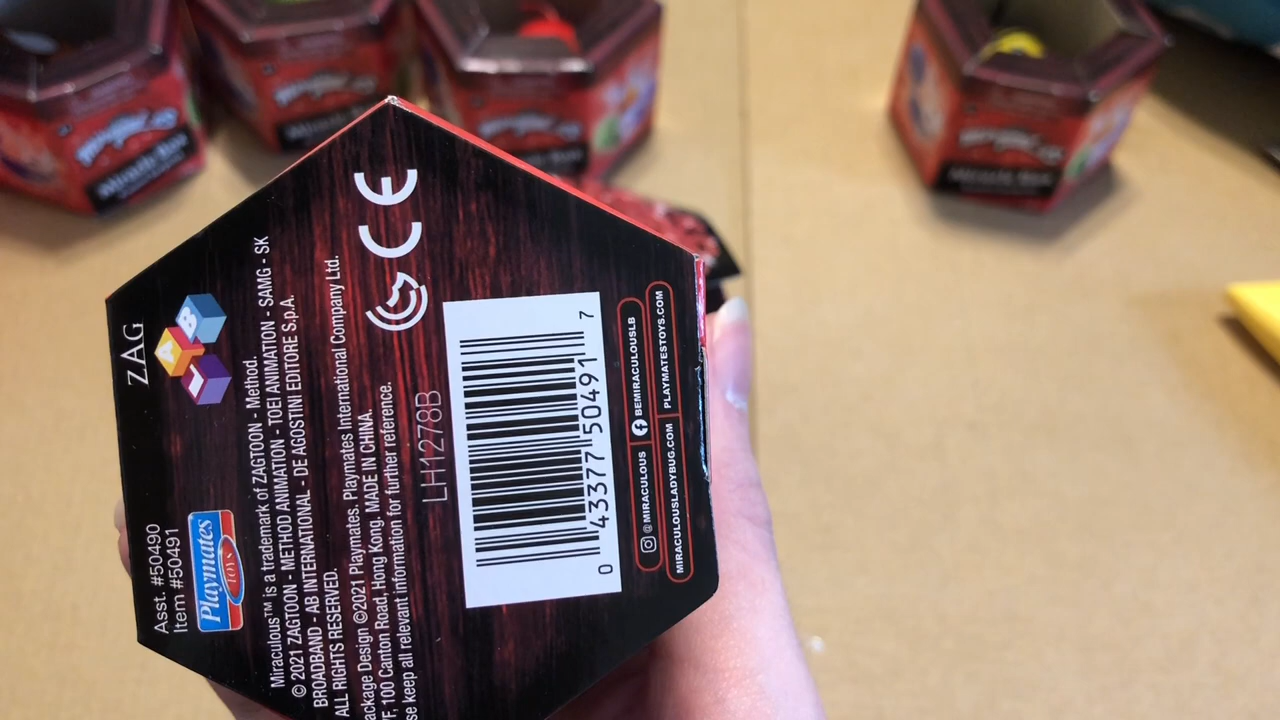 Asst. #50490
Item #50491
Playmates
TOYS
ZAG
L
A
B
Miraculous™ is a trademark of ZAGTOON - Method.
© 2021 ZAGTOON - METHOD ANIMATION - TOEI ANIMATION - SAMG - SK
BROADBAND - AB INTERNATIONAL - DE AGOSTINI EDITORE S.p.A.
ALL RIGHTS RESERVED.
ackage Design ©2021 Playmates. Playmates International Company Ltd.
/F, 100 Canton Road, Hong Kong. MADE IN CHINA.
se keep all relevant information for further reference.
CE
LH1278B
0 43377 50491 7
@MIRACULOUS BEMIRACULOUSLB
MIRACULOUSLADYBUG.COM PLAYMATESTOYS.COM